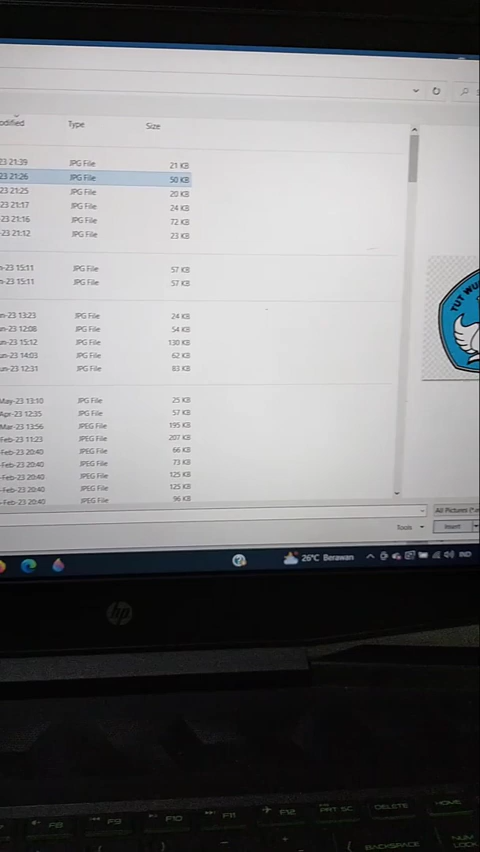 odified Type Size
23 21:39 JPG File 21 KB
23 21:26 JPG File 50 KB
23 21:25 JPG File 20 KB
23 21:17 JPG File 24 KB
23 21:16 JPG File 72 KB
23 21:12 JPG File 23 KB
n-23 15:11 JPG File 57 KB
n-23 15:11 JPG File 57 KB
un-23 13:23 JPG File 24 KB
un-23 12:08 JPG File 54 KB
un-23 15:12 JPG File 130 KB
un-23 14:03 JPG File 62 KB
un-23 12:31 JPG File 83 KB
May-23 13:10 JPG File 25 KB
Apr-23 12:35 JPG File 57 KB
Mar-23 13:56 JPEG File 195 KB
Feb-23 11:23 JPEG File 207 KB
Feb-23 20:40 JPEG File 66 KB
Feb-23 20:40 JPEG File 73 KB
Feb-23 20:40 JPEG File 125 KB
Feb-23 20:40 JPEG File 125 KB
Feb-23 20:40 JPEG File 96 KB
TUT WU
All Pictures (*.
Tools Insert
26°C Berawan IND
hp
F8 F9 F10 F11 F12 PRT SC DELETE HOME
BACKSPACE NUM
LOCK